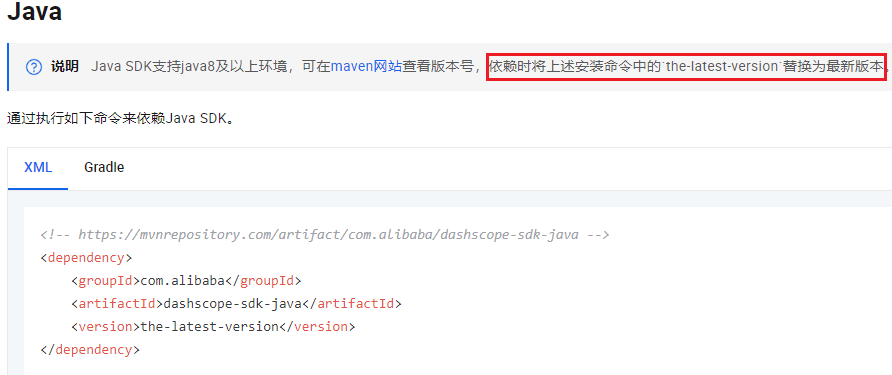 Java
说明 Java SDK支持java8及以上环境，可在maven网站查看版本号，依赖时将上述安装命令中的`the-latest-version`替换为最新版本。
通过执行如下命令来依赖Java SDK。
XML Gradle
<!-- https://mvnrepository.com/artifact/com.alibaba/dashscope-sdk-java -->
<dependency>
    <groupId>com.alibaba</groupId>
    <artifactId>dashscope-sdk-java</artifactId>
    <version>the-latest-version</version>
</dependency>